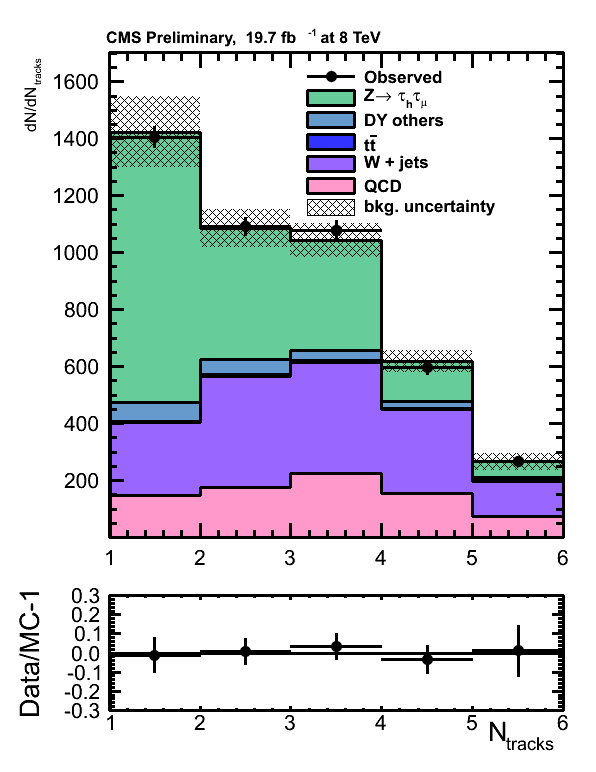 CMS Preliminary, 19.7 fb -1 at 8 TeV
dN/dNtracks
1600
1400
1200
1000
800
600
400
200
Observed
Z→ τhτμ
DY others
tt̄
W + jets
QCD
bkg. uncertainty
1 2 3 4 5 6
Data/MC-1
0.3
0.2
0.1
0.0
-0.1
-0.2
-0.3
1 2 3 4 5 6
Ntracks